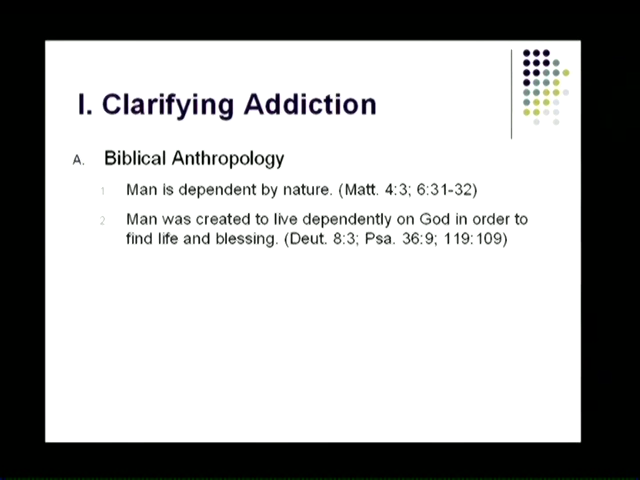 I. Clarifying Addiction
A. Biblical Anthropology
1 Man is dependent by nature. (Matt. 4:3; 6:31-32)
2 Man was created to live dependently on God in order to
find life and blessing. (Deut. 8:3; Psa. 36:9; 119:109)